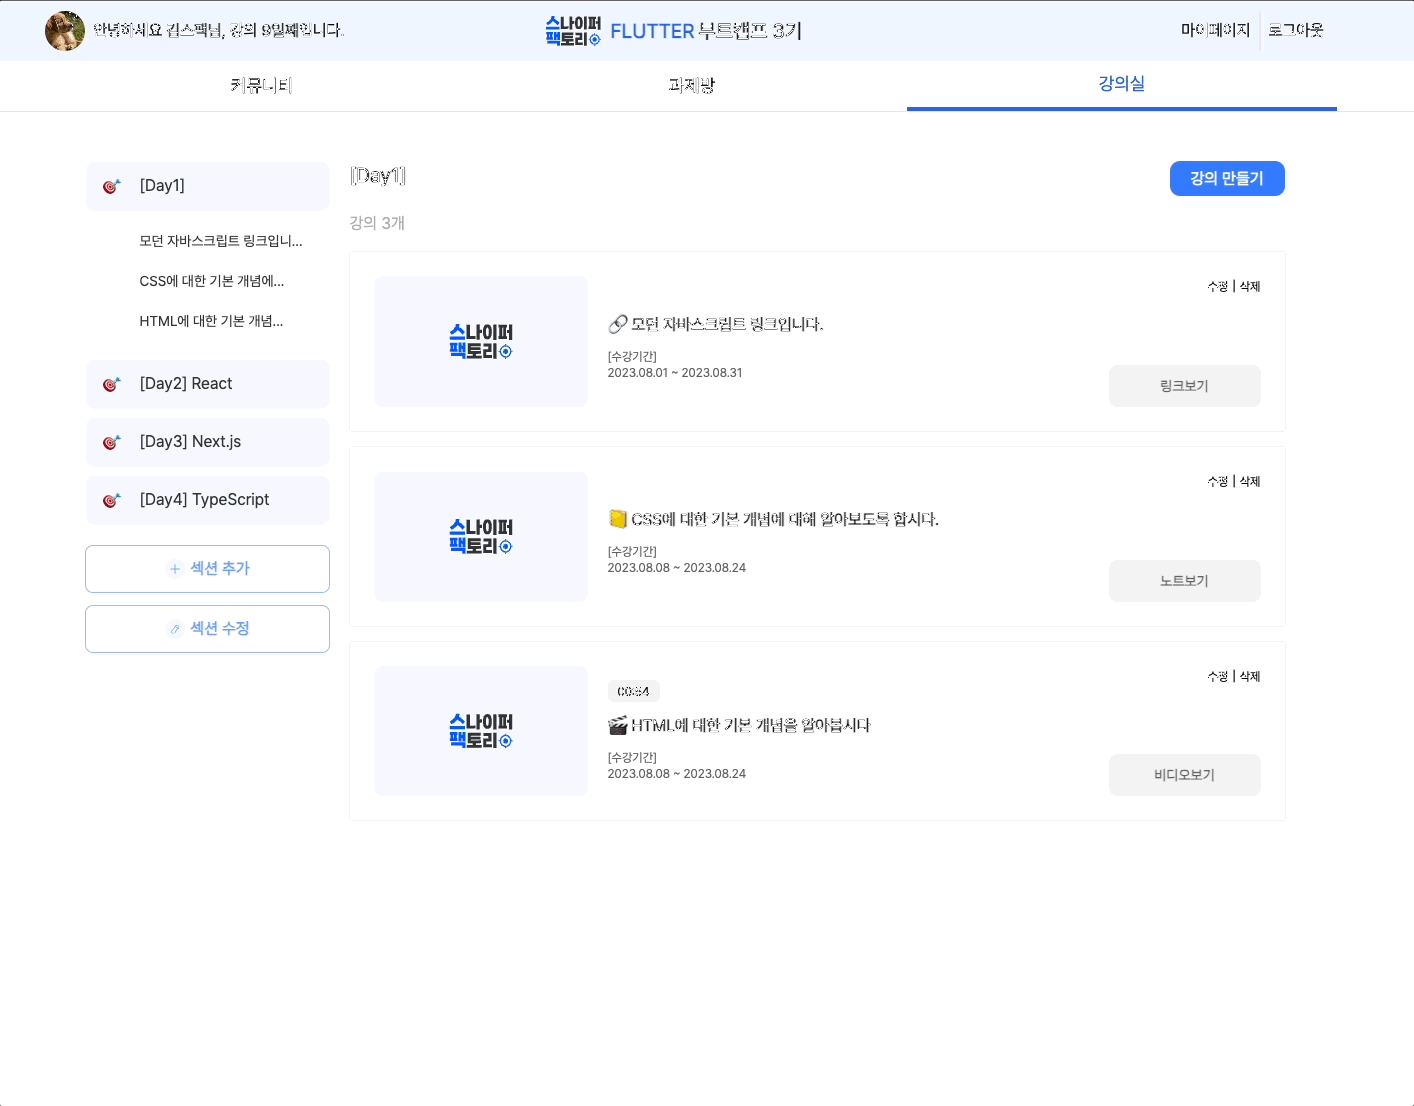 안녕하세요 김스팩님, 강의 9일째입니다.
스나이퍼
팩토리
FLUTTER 부트캠프 3기
마이페이지
로그아웃
커뮤니티
과제방
강의실
[Day1]
모던 자바스크립트 링크입니...
CSS에 대한 기본 개념에...
HTML에 대한 기본 개념...
[Day2] React
[Day3] Next.js
[Day4] TypeScript
섹션 추가
섹션 수정
[Day1]
강의 만들기
강의 3개
스나이퍼
팩토리
수정 | 삭제
모던 자바스크립트 링크입니다.
[수강기간]
2023.08.01 ~ 2023.08.31
링크보기
스나이퍼
팩토리
수정 | 삭제
CSS에 대한 기본 개념에 대해 알아보도록 합시다.
[수강기간]
2023.08.08 ~ 2023.08.24
노트보기
스나이퍼
팩토리
수정 | 삭제
HTML에 대한 기본 개념을 알아봅시다
[수강기간]
2023.08.08 ~ 2023.08.24
비디오보기